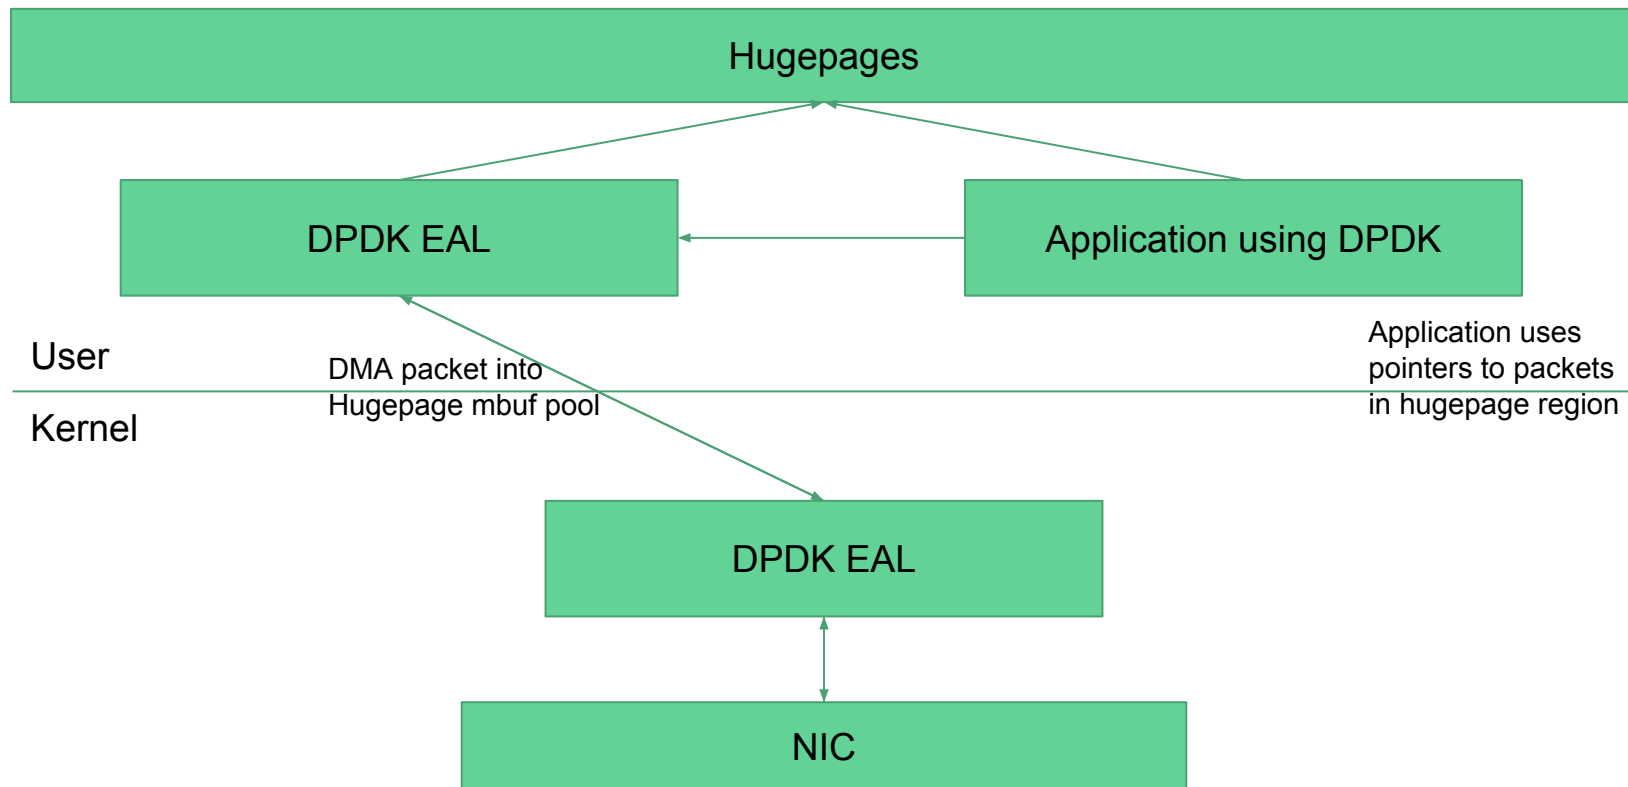 Hugepages
DPDK EAL
Application using DPDK
User
DMA packet into
Hugepage mbuf pool
Application uses
pointers to packets
in hugepage region
Kernel
DPDK EAL
NIC